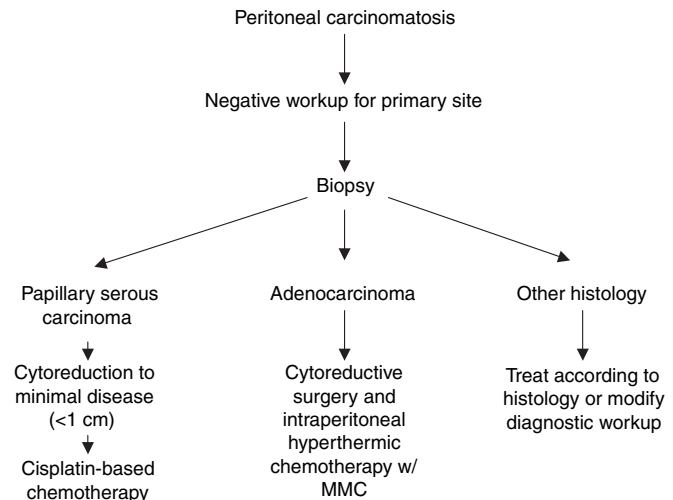 Peritoneal carcinomatosis
Negative workup for primary site
Biopsy
Papillary serous
carcinoma
Cytoreduction to
minimal disease
(<1 cm)
Cisplatin-based
chemotherapy
Adenocarcinoma
Cytoreductive
surgery and
intraperitoneal
hyperthermic
chemotherapy w/
MMC
Other histology
Treat according to
histology or modify
diagnostic workup